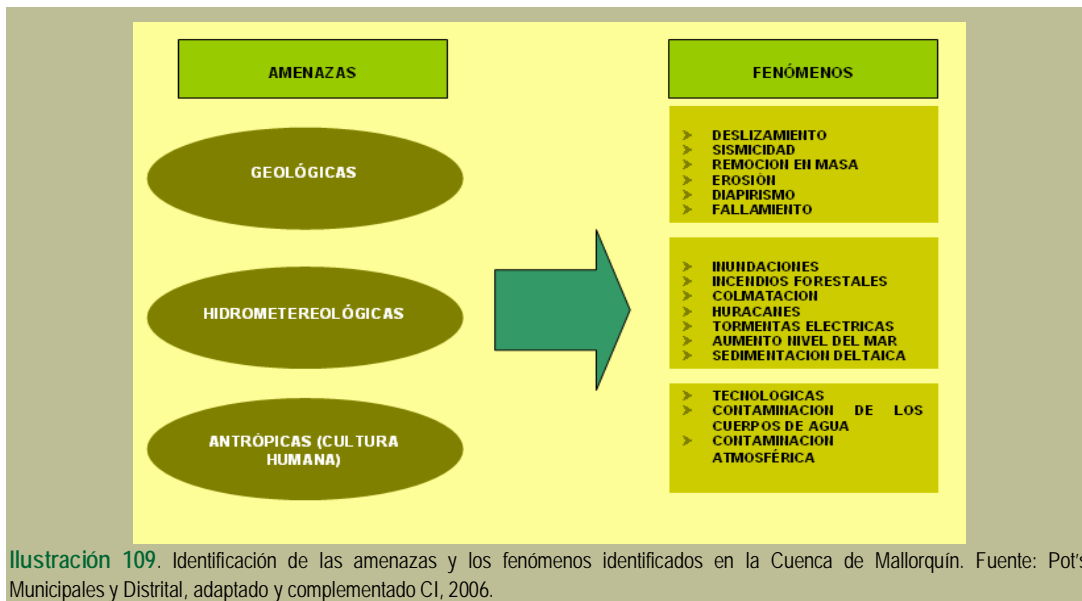 AMENAZAS
FENÓMENOS
GEOLÓGICAS
DESLIZAMIENTO
SISMICIDAD
REMOCION EN MASA
EROSIÓN
DIAPIRISMO
FALLAMIENTO
HIDROMETEREOLÓGICAS
INUNDACIONES
INCENDIOS FORESTALES
COLMATACION
HURACANES
TORMENTAS ELECTRICAS
AUMENTO NIVEL DEL MAR
SEDIMENTACION DELTAICA
ANTRÓPICAS (CULTURA
HUMANA)
TECNOLOGICAS
CONTAMINACION DE LOS
CUERPOS DE AGUA
CONTAMINACION
ATMOSFÉRICA
Ilustración 109. Identificación de las amenazas y los fenómenos identificados en la Cuenca de Mallorquín. Fuente: Pot's
Municipales y Distrital, adaptado y complementado CI, 2006.